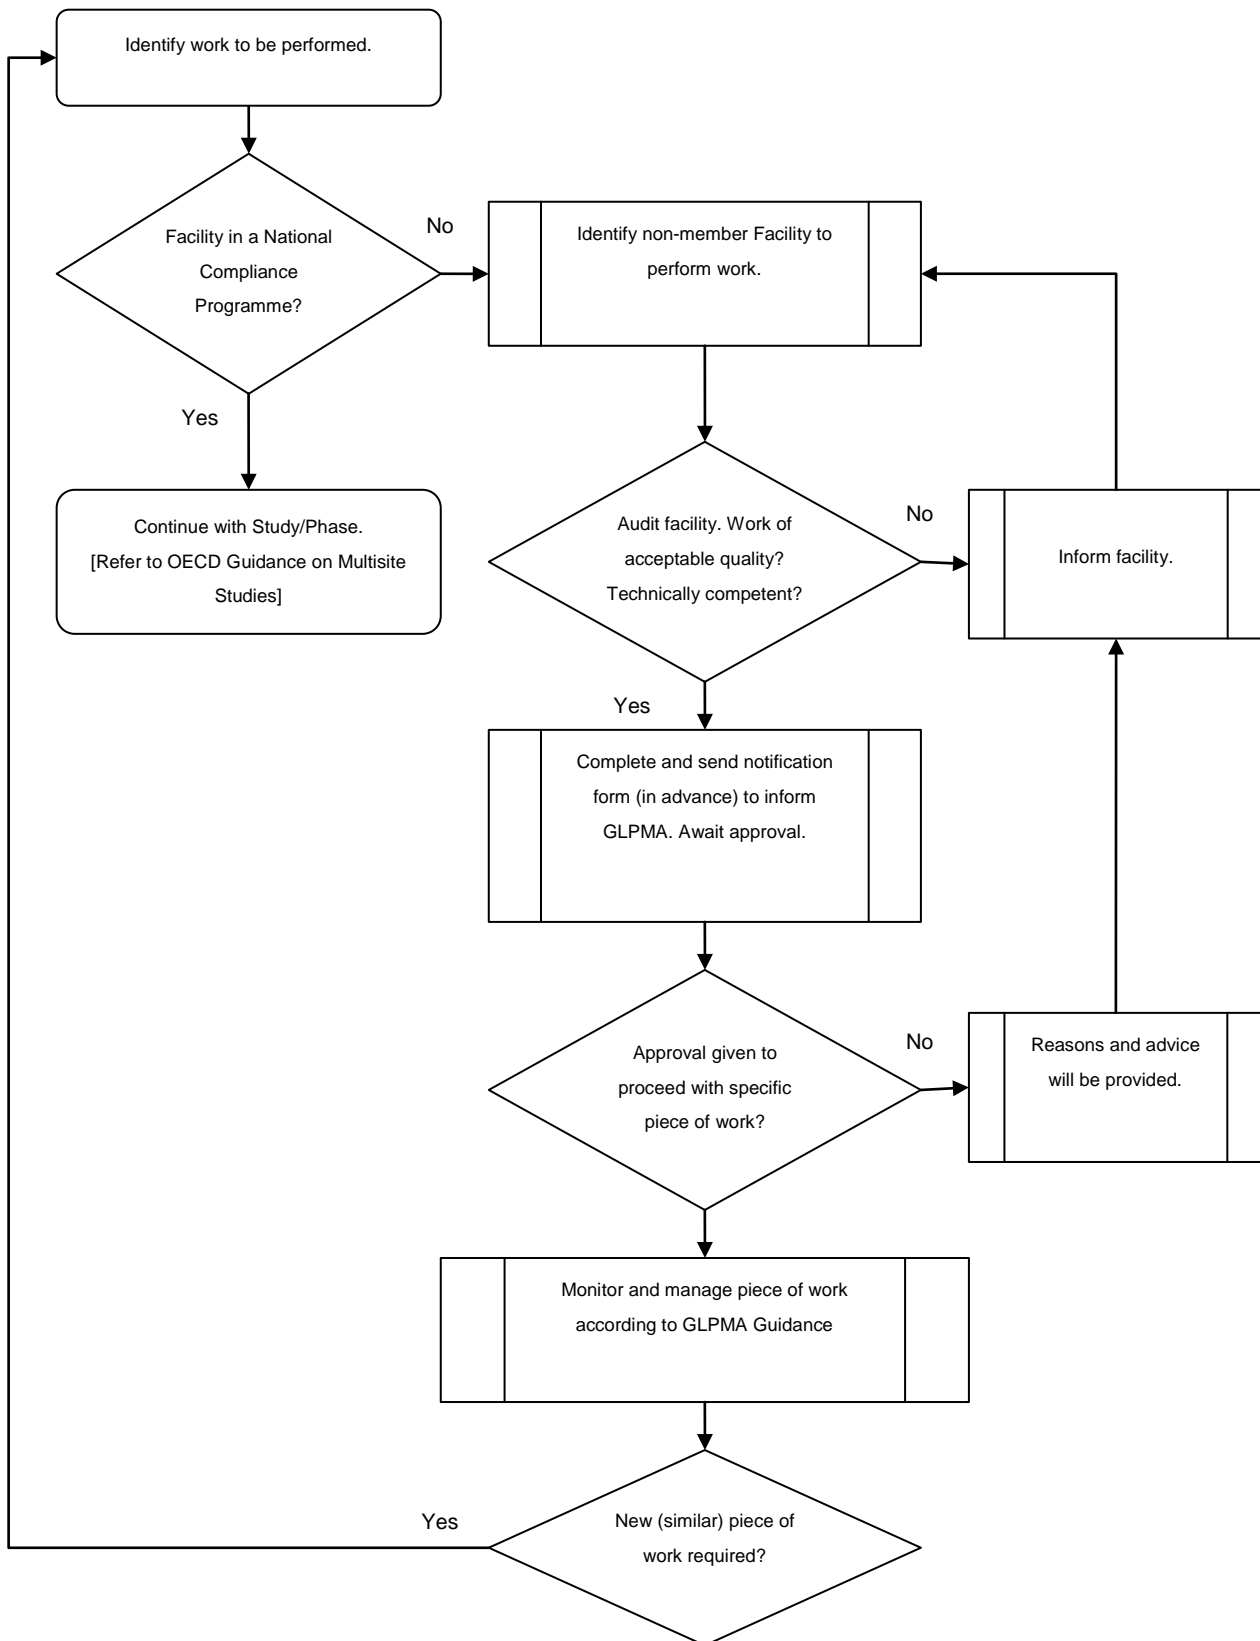 Identify work to be performed.
Facility in a National
Compliance
Programme?
No
Identify non-member Facility to
perform work.
Yes
Continue with Study/Phase.
[Refer to OECD Guidance on Multisite
Studies]
Audit facility. Work of
acceptable quality?
Technically competent?
No
Inform facility.
Yes
Complete and send notification
form (in advance) to inform
GLPMA. Await approval.
Approval given to
proceed with specific
piece of work?
No
Reasons and advice
will be provided.
Monitor and manage piece of work
according to GLPMA Guidance
Yes
New (similar) piece of
work required?